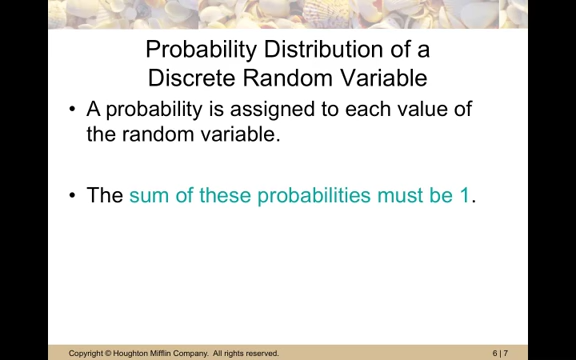 Probability Distribution of a
Discrete Random Variable
• A probability is assigned to each value of
the random variable.
• The sum of these probabilities must be 1.
Copyright © Houghton Mifflin Company. All rights reserved.
6 | 7